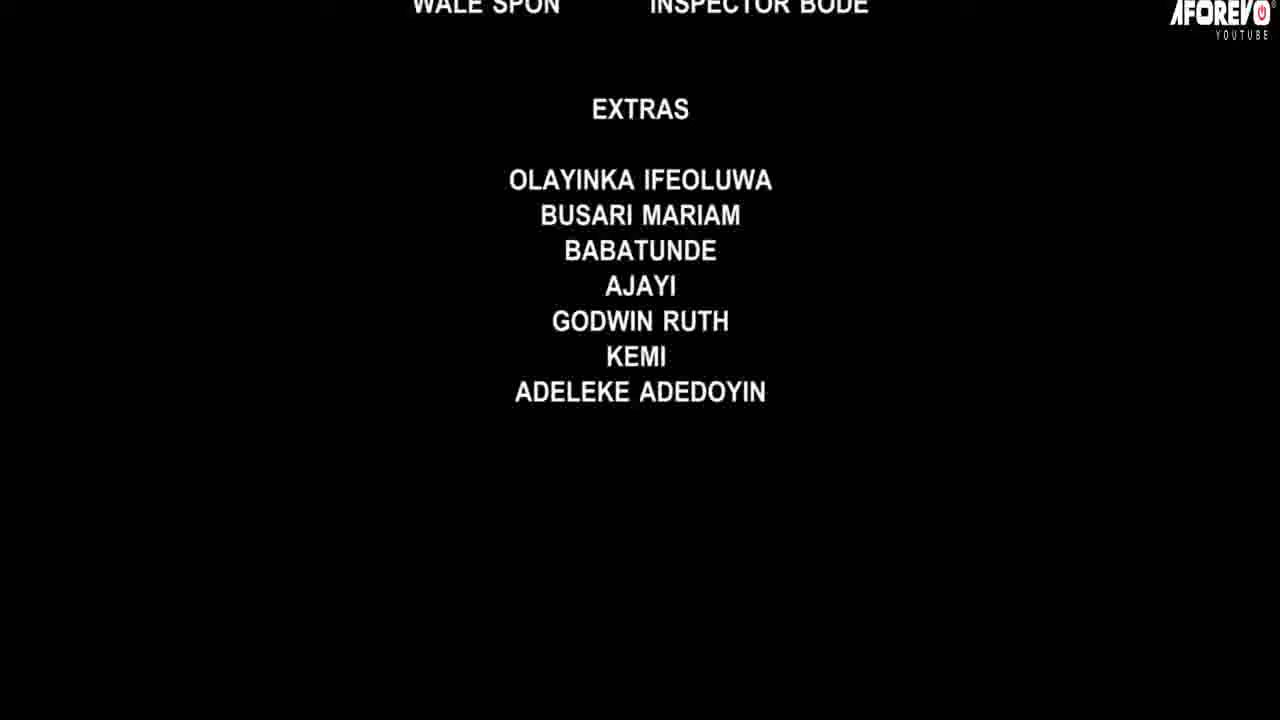 WALE SPON INSPECTOR BODE
AFOREVO
YOUTUBE
EXTRAS
OLAYINKA IFEOLUWA
BUSARI MARIAM
BABATUNDE
AJAYI
GODWIN RUTH
KEMI
ADELEKE ADEDOYIN